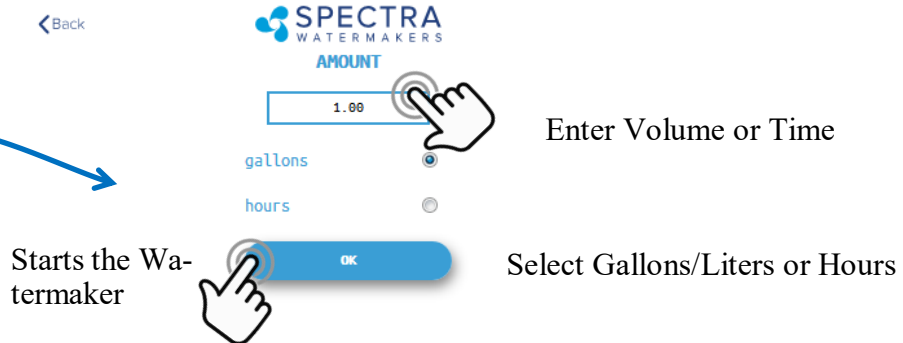 Back
SPECTRA
WATERMAKERS
AMOUNT
1.00
Enter Volume or Time
gallons
hours
Starts the Wa-
termaker
OK
Select Gallons/Liters or Hours